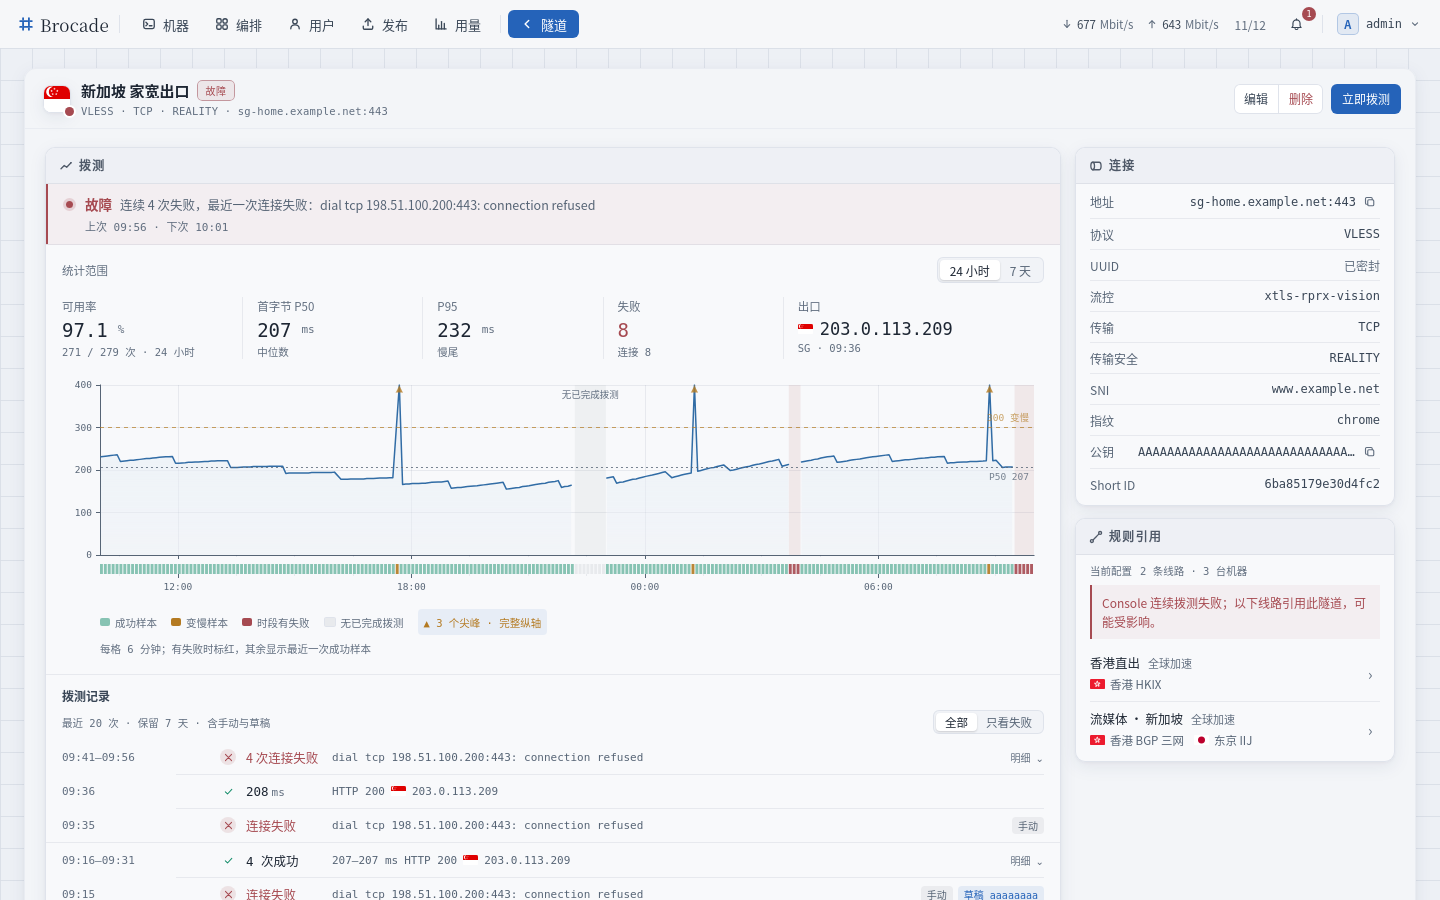 Brocade 机器 编排 用户 发布 用量 隧道 677 Mbit/s 643 Mbit/s 11/12 1 A admin
新加坡 家宽出口 故障
VLESS · TCP · REALITY · sg-home.example.net:443
编辑 删除 立即拨测
拨测
故障 连续 4 次失败，最近一次连接失败：dial tcp 198.51.100.200:443: connection refused
上次 09:56 · 下次 10:01
统计范围 24 小时 7 天
可用率 首字节 P50 P95 失败 出口
97.1 % 207 ms 232 ms 8 203.0.113.209
271 / 279 次 · 24 小时 中位数 慢尾 连接 8 SG · 09:36
400
无已完成拨测
300
变慢
200
P50 207
100
0
12:00 18:00 00:00 06:00
成功样本 变慢样本 时段有失败 无已完成拨测 ▲ 3 个尖峰 · 完整纵轴
每格 6 分钟；有失败时标红，其余显示最近一次成功样本
拨测记录
最近 20 次 · 保留 7 天 · 含手动与草稿 全部 只看失败
09:41—09:56 4 次连接失败 dial tcp 198.51.100.200:443: connection refused 明细
09:36 208 ms HTTP 200 203.0.113.209
09:35 连接失败 dial tcp 198.51.100.200:443: connection refused 手动
09:16—09:31 4 次成功 207—207 ms HTTP 200 203.0.113.209 明细
09:15 连接失败 dial tcp 198.51.100.200:443: connection refused 手动 草稿 aaaaaaaa
连接
地址 sg-home.example.net:443
协议 VLESS
UUID 已密封
流控 xtls-rprx-vision
传输 TCP
传输安全 REALITY
SNI www.example.net
指纹 chrome
公钥 AAAAAAAAAAAAAAAAAAAAAAAAAAAAAA…
Short ID 6ba85179e30d4fc2
规则引用
当前配置 2 条线路 · 3 台机器
Console 连续拨测失败；以下线路引用此隧道，可
能受影响。
香港直出 全球加速
香港 HKIX
流媒体 · 新加坡 全球加速
香港 BGP 三网 东京 IIJ